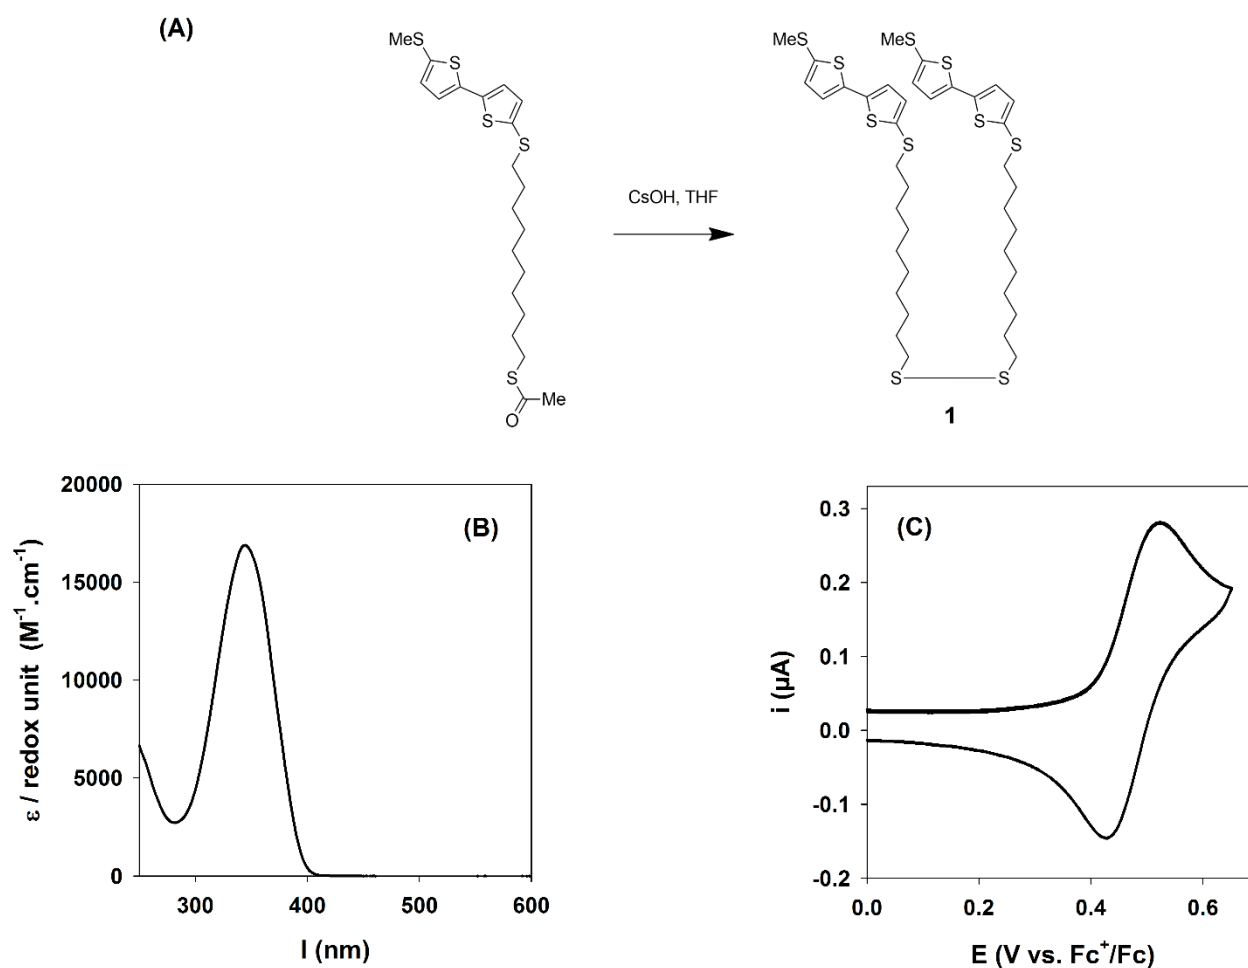 (A)
MeS
S
S
S
S
Me
O
CsOH, THF
MeS
S
S
S
MeS
S
S
S
S
S
1
20000
15000
10000
5000
0
300
400
500
600
ε / redox unit (M-1.cm-1)
l (nm)
(B)
0.3
0.2
0.1
0.0
-0.1
-0.2
0.0
0.2
0.4
0.6
i (µA)
E (V vs. Fc+/Fc)
(C)